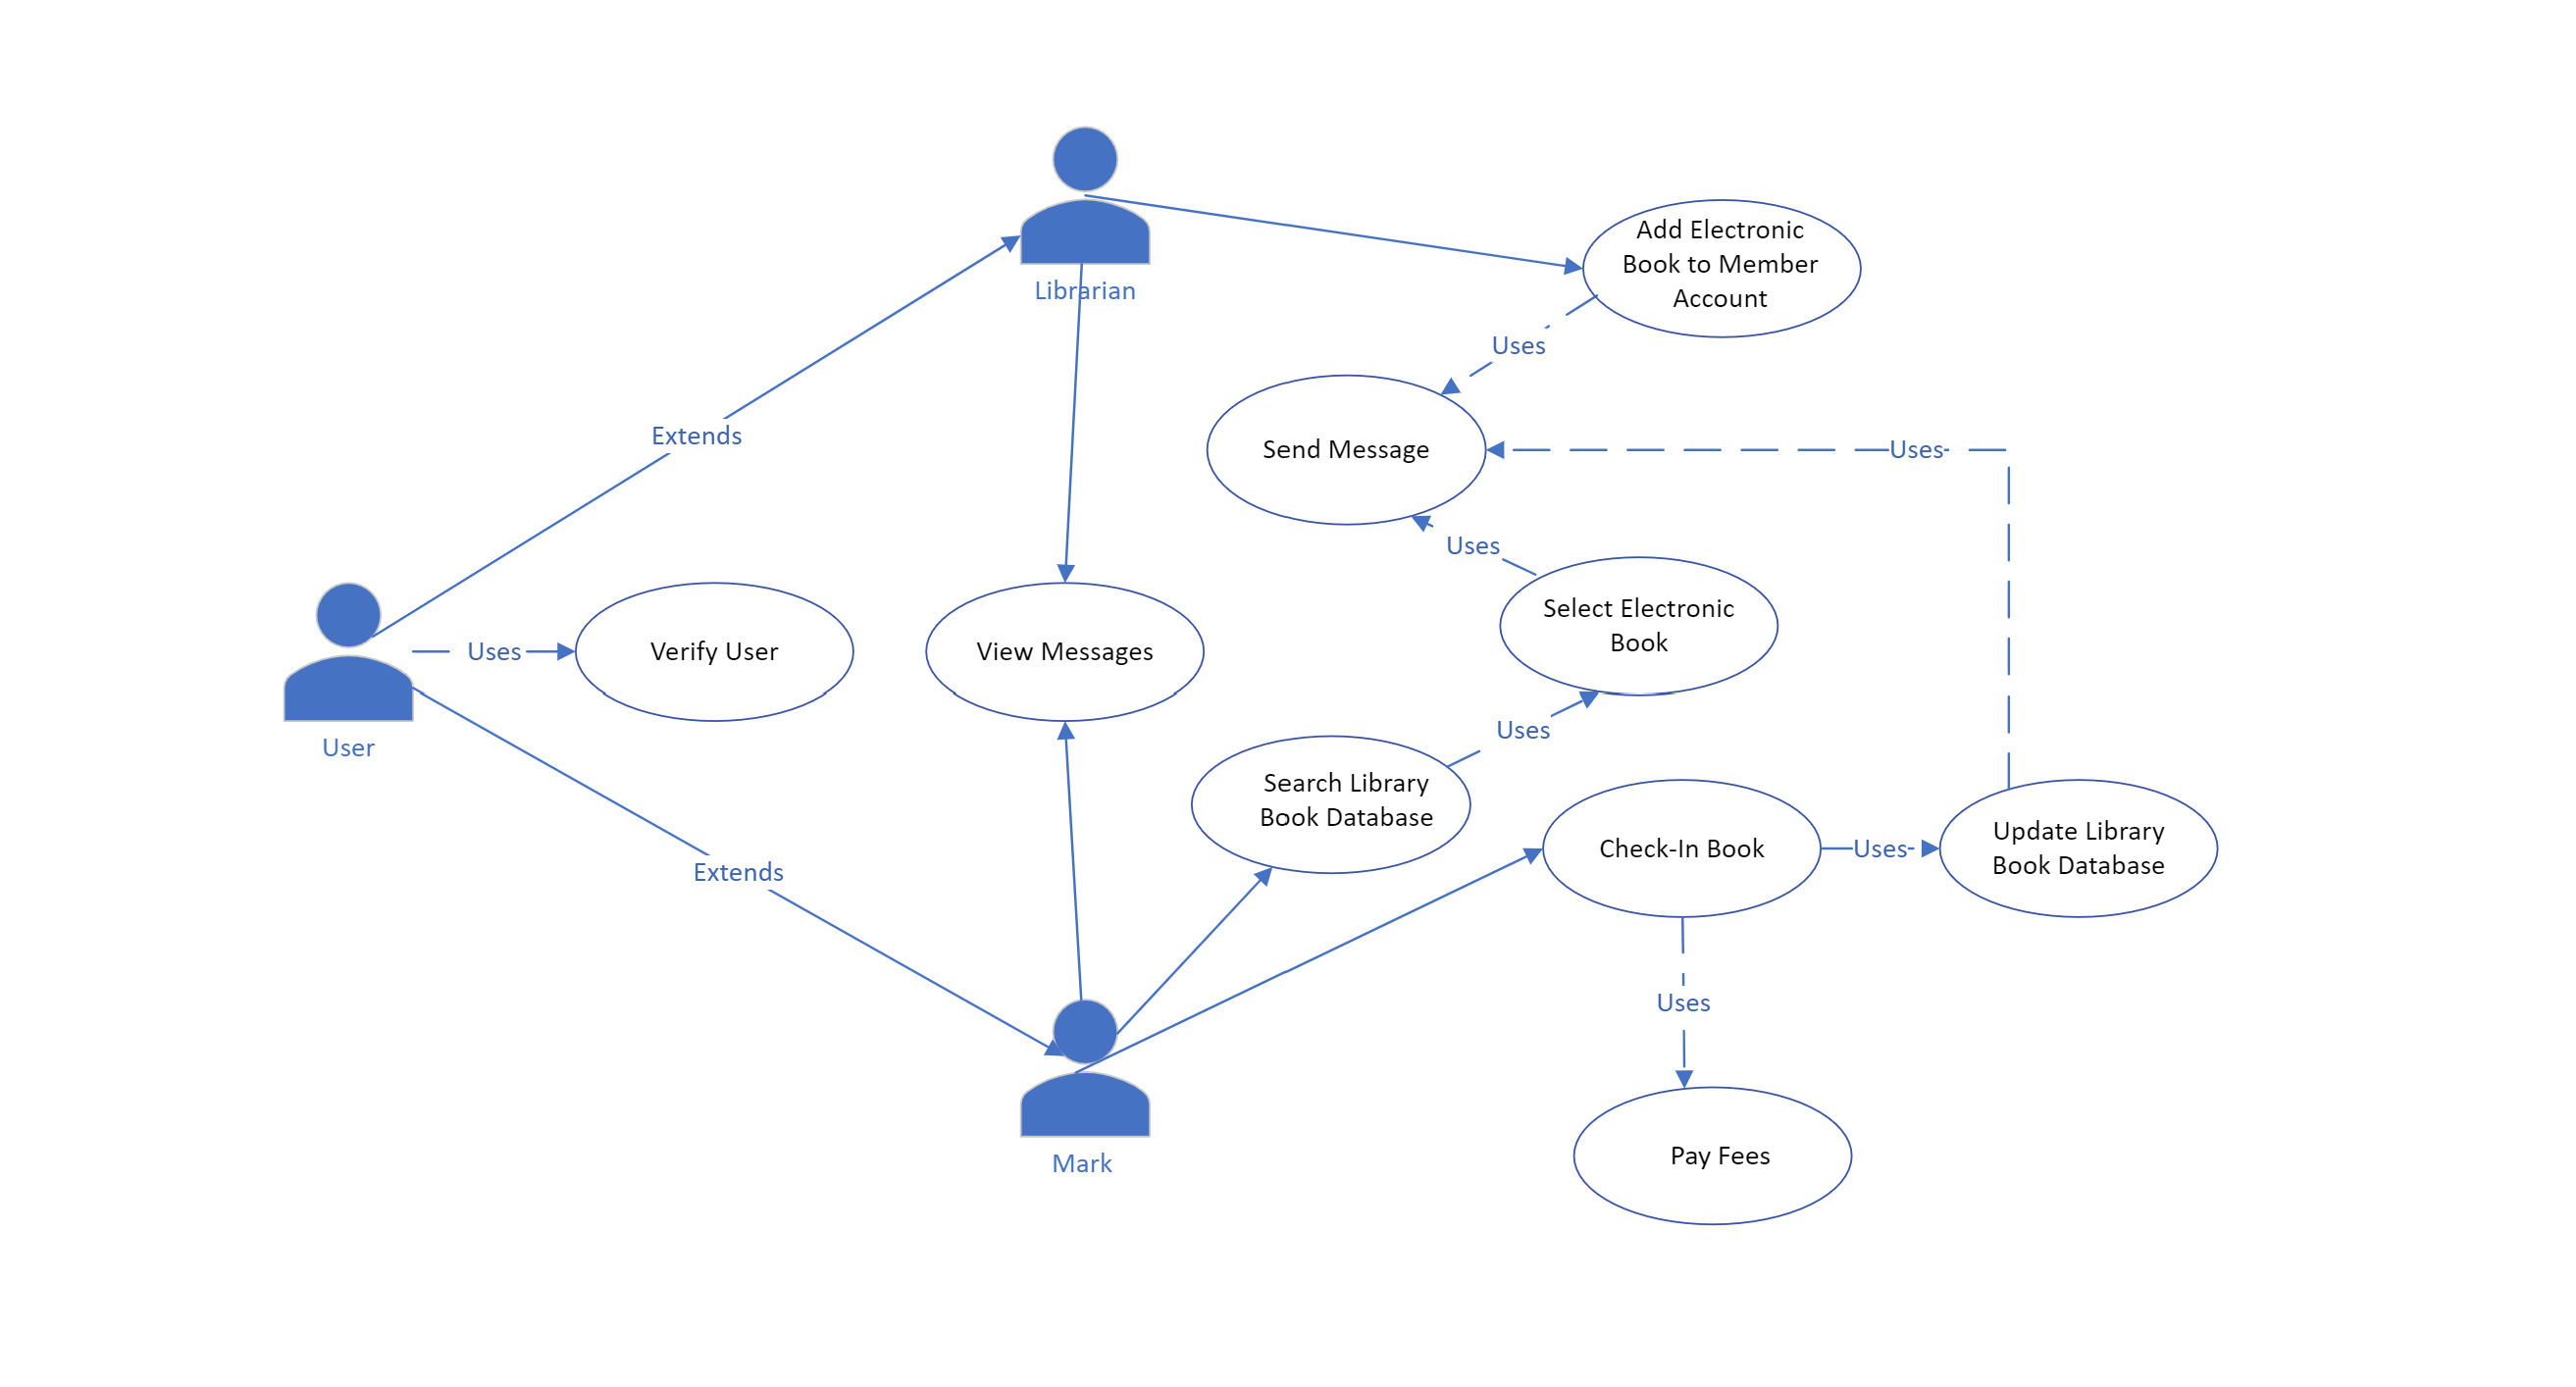 Librarian
Add Electronic
Book to Member
Account
Uses
Extends
Send Message
Uses
Uses
Select Electronic
Book
User
Uses
Verify User
View Messages
Uses
Search Library
Book Database
Check-In Book
Uses
Update Library
Book Database
Extends
Uses
Mark
Pay Fees